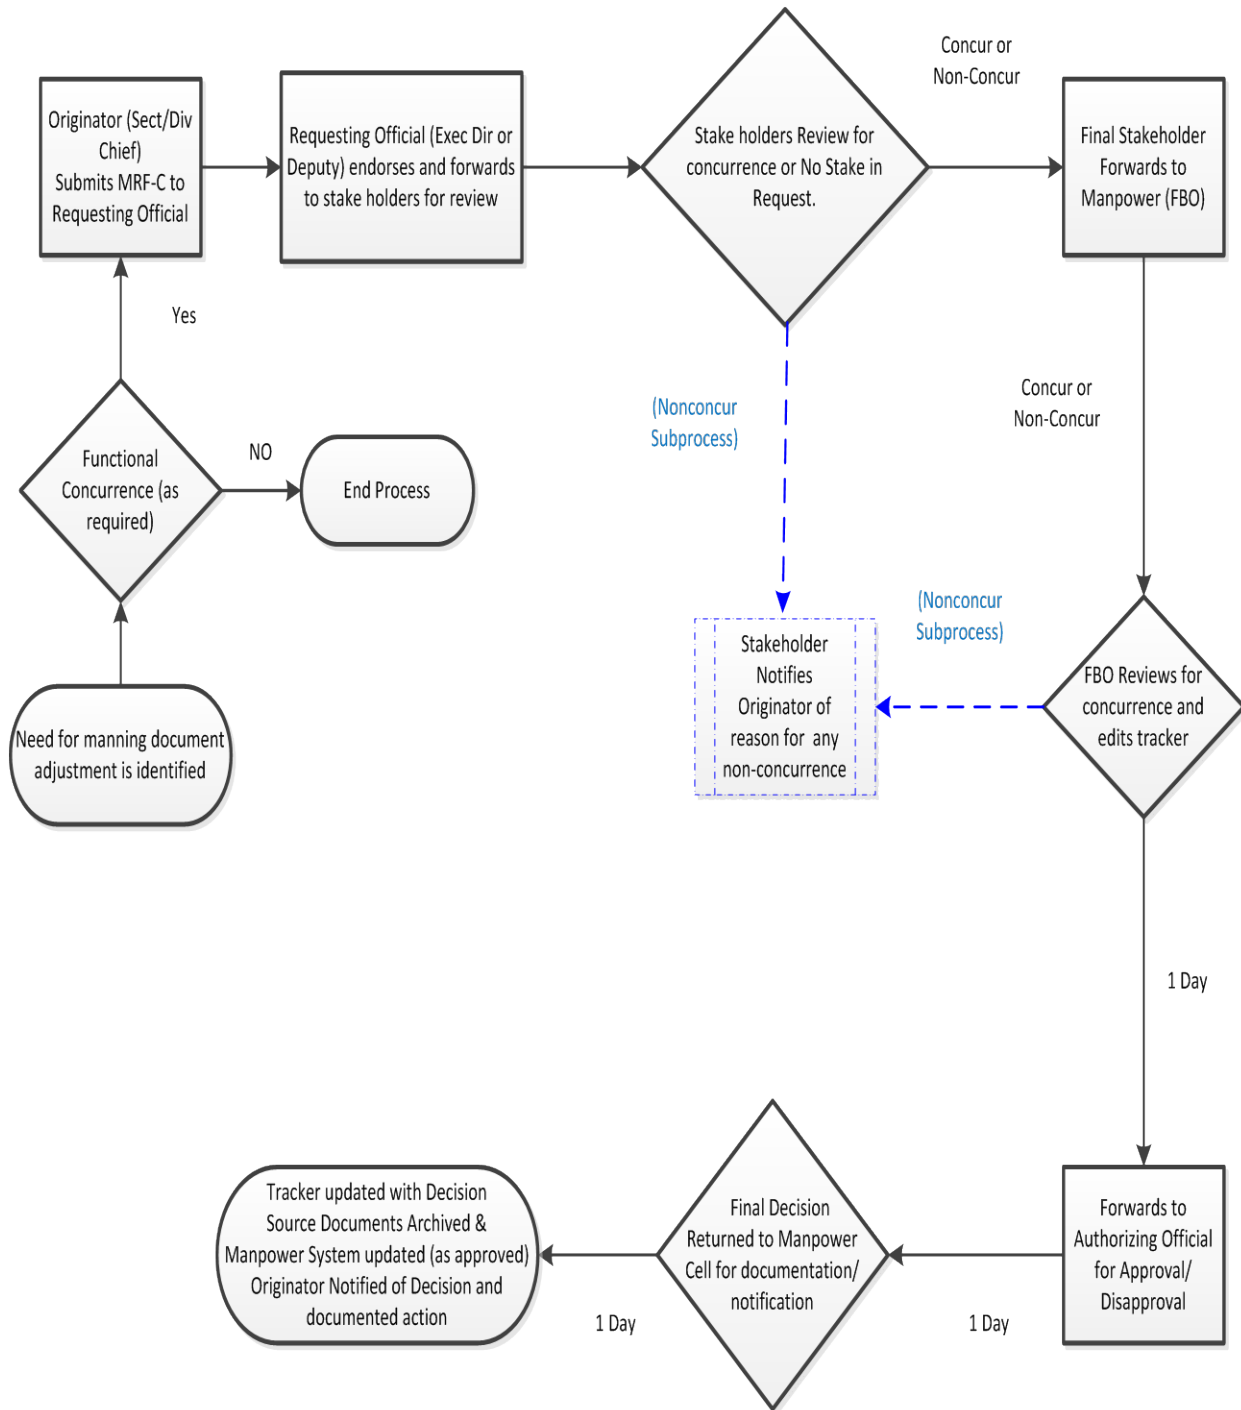 Concur or
Non-Concur
Originator (Sect/Div
Chief)
Submits MRF-C to
Requesting Official
Requesting Official (Exec Dir or
Deputy) endorses and forwards
to stake holders for review
Stake holders Review for
concurrence or No Stake in
Request.
Final Stakeholder
Forwards to
Manpower (FBO)
Yes
(Nonconcur
Subprocess)
Concur or
Non-Concur
Functional
Concurrence (as
required)
NO
End Process
(Nonconcur
Subprocess)
Stakeholder
Notifies
Originator of
reason for any
non-concurrence
FBO Reviews for
concurrence and
edits tracker
Need for manning document
adjustment is identified
1 Day
Tracker updated with Decision
Source Documents Archived &
Manpower System updated (as approved)
Originator Notified of Decision and
documented action
Final Decision
Returned to Manpower
Cell for documentation/
notification
Forwards to
Authorizing Official
for Approval/
Disapproval
1 Day
1 Day